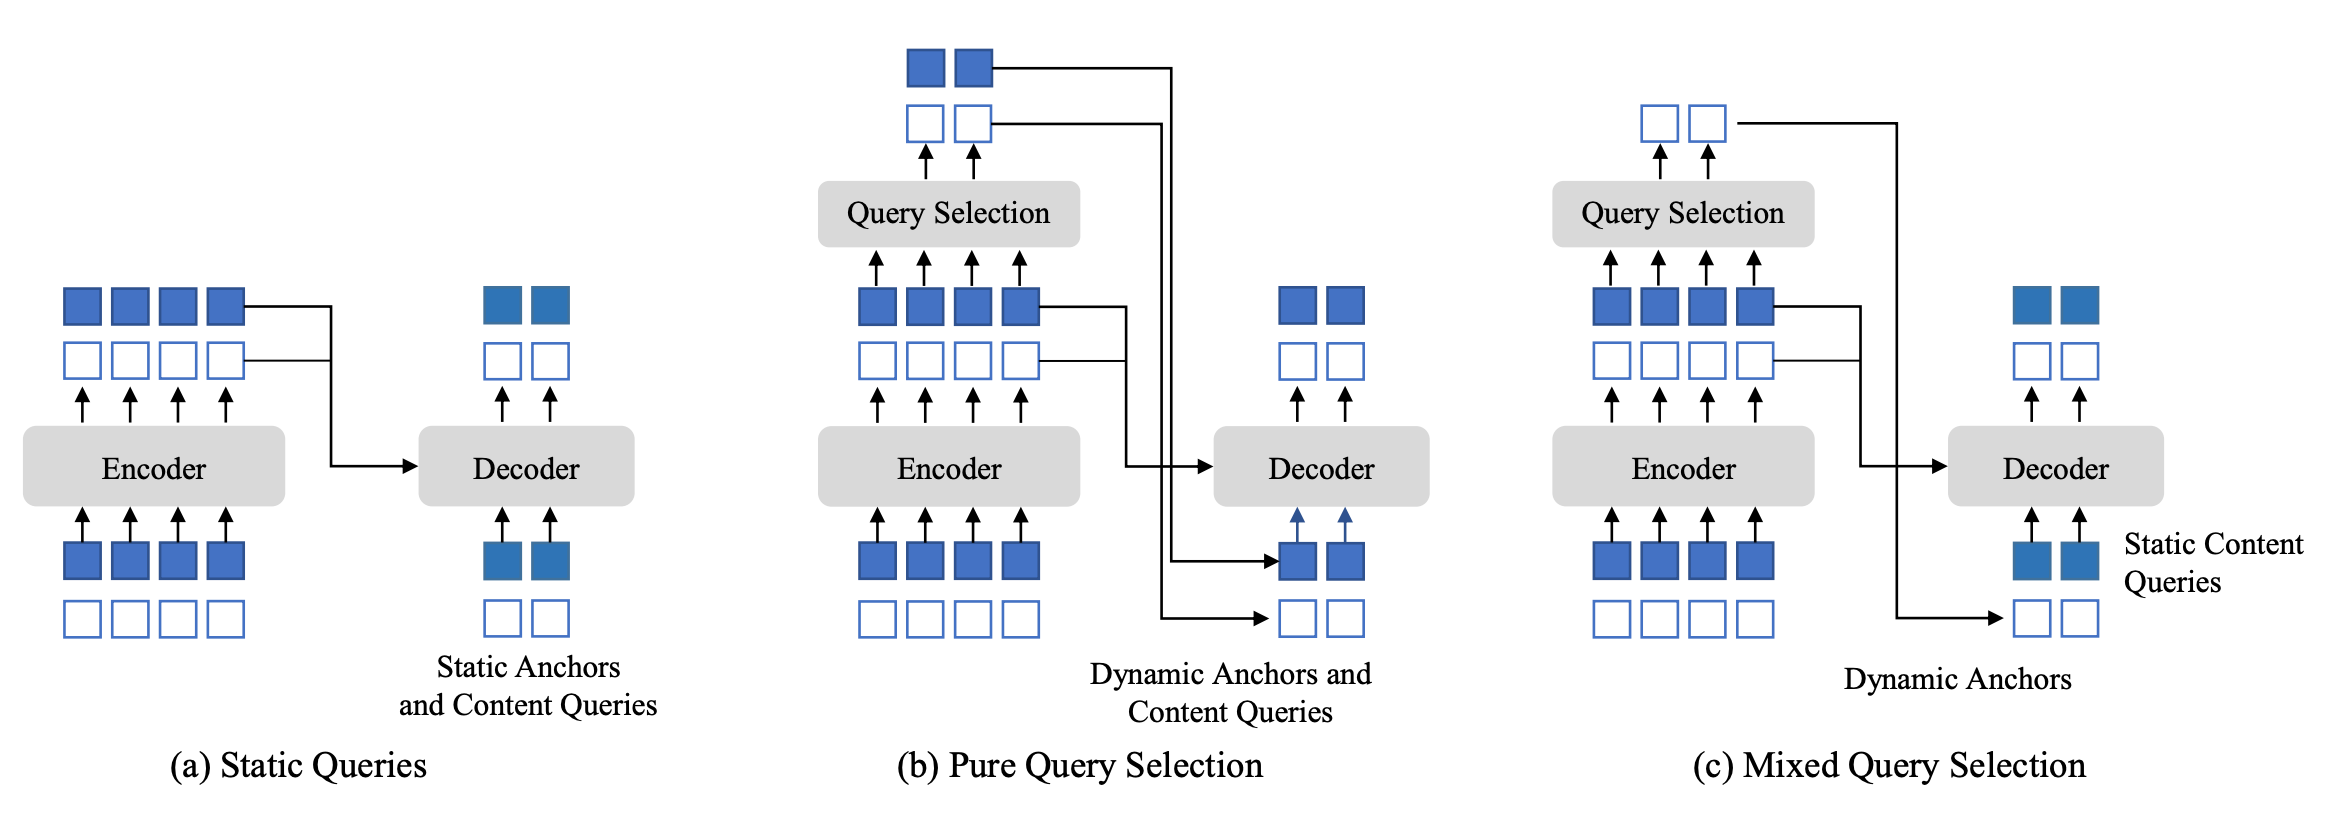 Query Selection
Query Selection
Encoder
Decoder
Encoder
Decoder
Encoder
Decoder
Static Content
Queries
Static Anchors
and Content Queries
Dynamic Anchors and
Content Queries
Dynamic Anchors
(a) Static Queries
(b) Pure Query Selection
(c) Mixed Query Selection